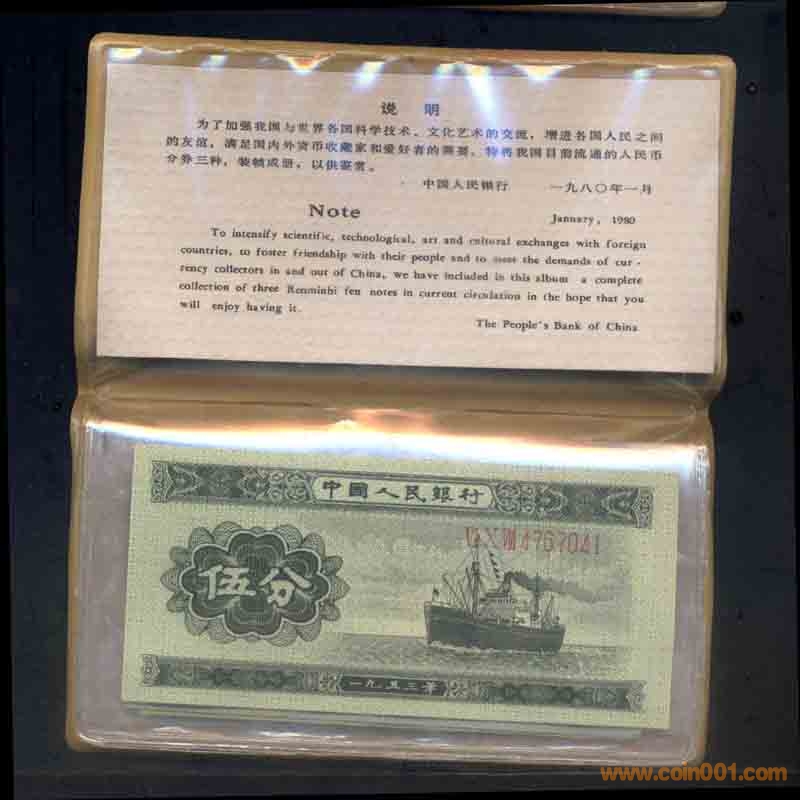 说 明
为了加强我国与世界各国科学技术、文化艺术的交流，增进各国人民之间
的友谊，满足国内外货币收藏家和爱好者的需要，特将我国目前流通的人民币
分券三种，装帧成册，以供鉴赏。
中国人民银行 一九八〇年一月
Note January, 1980
To intensify scientific, technological, art and cultural exchanges with foreign
countries, to foster friendship with their people and to meet the demands of cur-
rency collectors in and out of China, we have included in this album a complete
collection of three Renminbi fen notes in current circulation in the hope that you
will enjoy having it.
The People's Bank of China
中國人民銀行
4767041
伍分
一九五三年
www.coin001.com